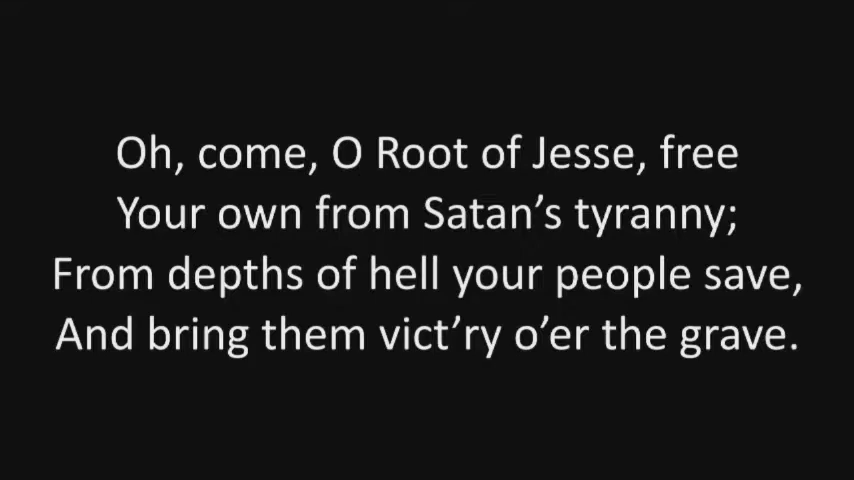 Oh, come, O Root of Jesse, free
Your own from Satan’s tyranny;
From depths of hell your people save,
And bring them vict’ry o’er the grave.